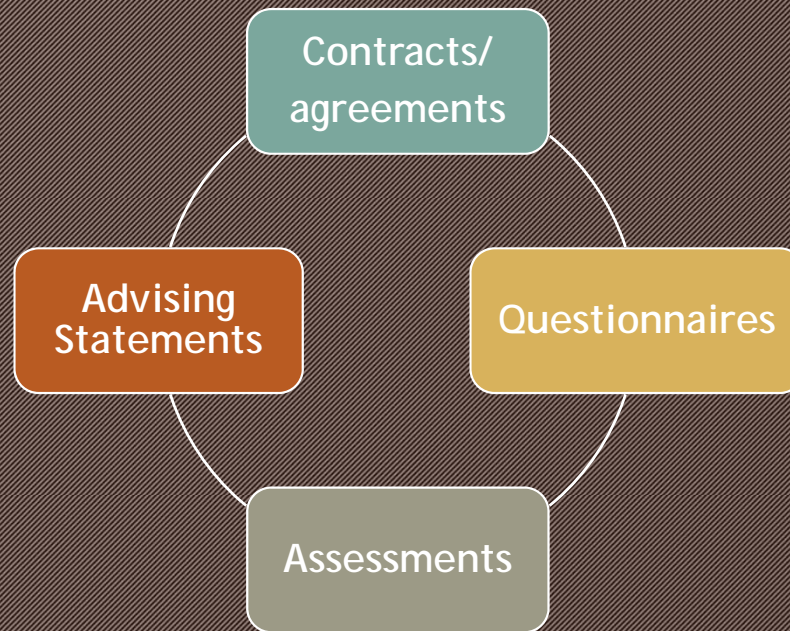 Contracts/
agreements
Advising
Statements
Questionnaires
Assessments